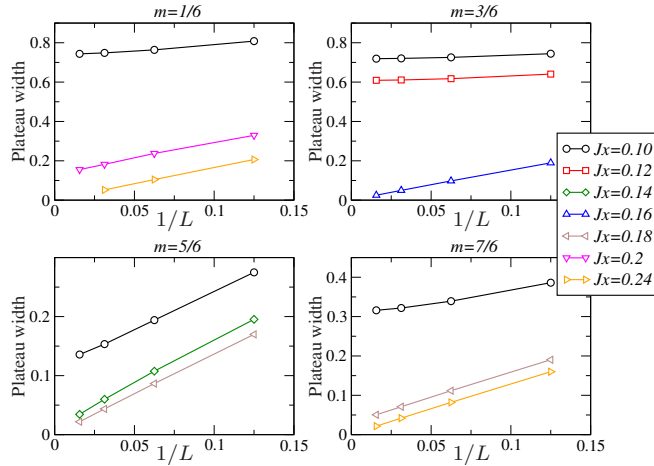 m=1/6
Plateau width
0.8
0.6
0.4
0.2
0
0
0.05
0.1
0.15
1/L
m=3/6
Plateau width
0.8
0.6
0.4
0.2
0
0
0.05
0.1
0.15
1/L
Jx=0.10
Jx=0.12
Jx=0.14
Jx=0.16
Jx=0.18
Jx=0.2
Jx=0.24
m=5/6
Plateau width
0.2
0.1
0
0
0.05
0.1
0.15
1/L
m=7/6
Plateau width
0.4
0.3
0.2
0.1
0
0
0.05
0.1
0.15
1/L